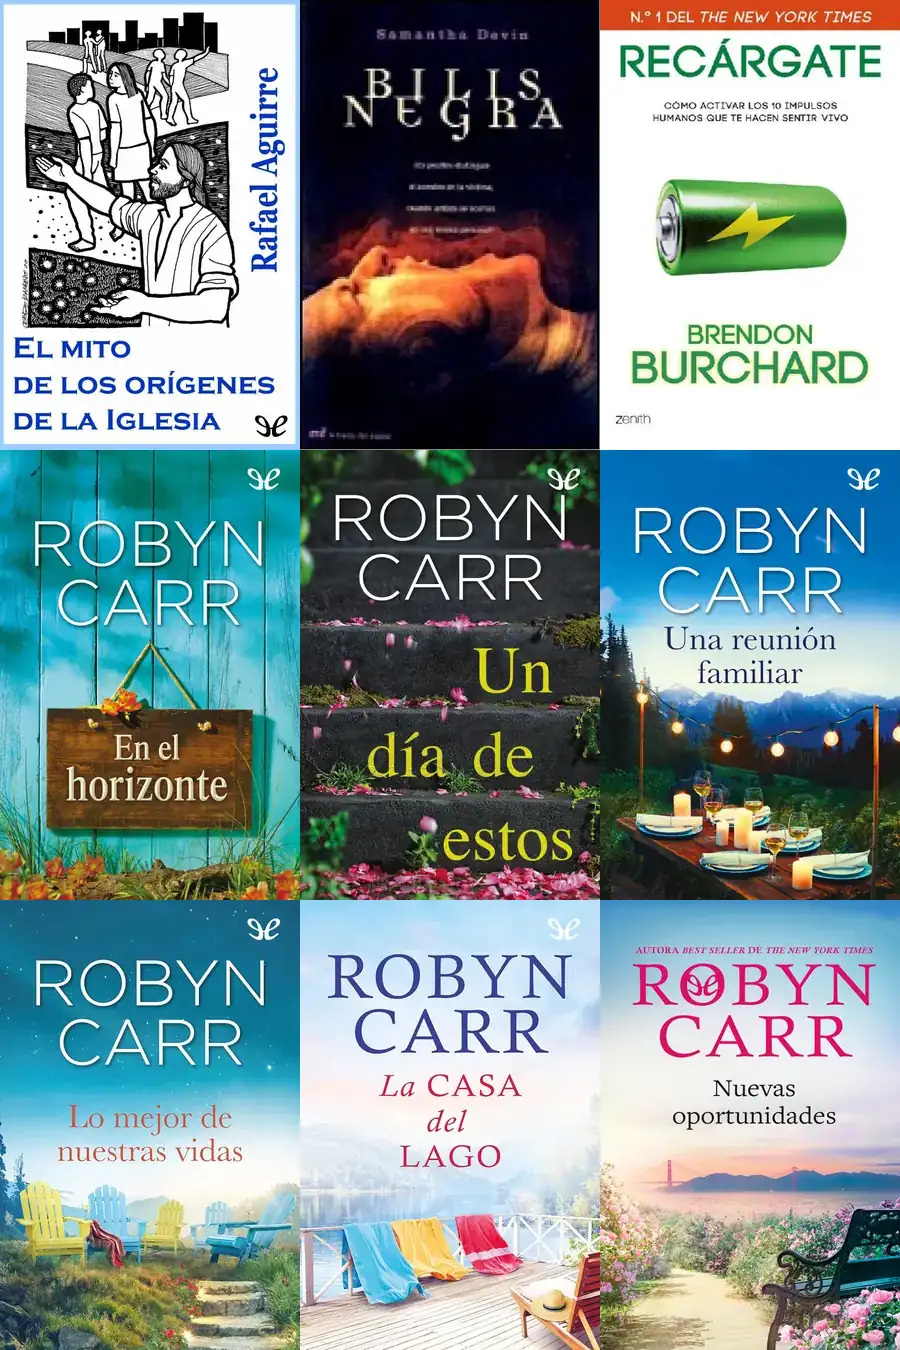 Rafael Aguirre
El mito
de los orígenes
de la Iglesia
Samantha Devin
BILIS
NEGRA
N.º 1 DEL THE NEW YORK TIMES
RECÁRGATE
CÓMO ACTIVAR LOS 10 IMPULSOS
HUMANOS QUE TE HACEN SENTIR VIVO
BRENDON
BURCHARD
zenith
ROBYN
CARR
En el
horizonte
ROBYN
CARR
Un
día de
estos
ROBYN
CARR
Una reunión
familiar
ROBYN
CARR
Lo mejor de
nuestras vidas
ROBYN
CARR
La CASA
del
LAGO
AUTORA BEST SELLER DE THE NEW YORK TIMES
ROBYN
CARR
Nuevas
oportunidades